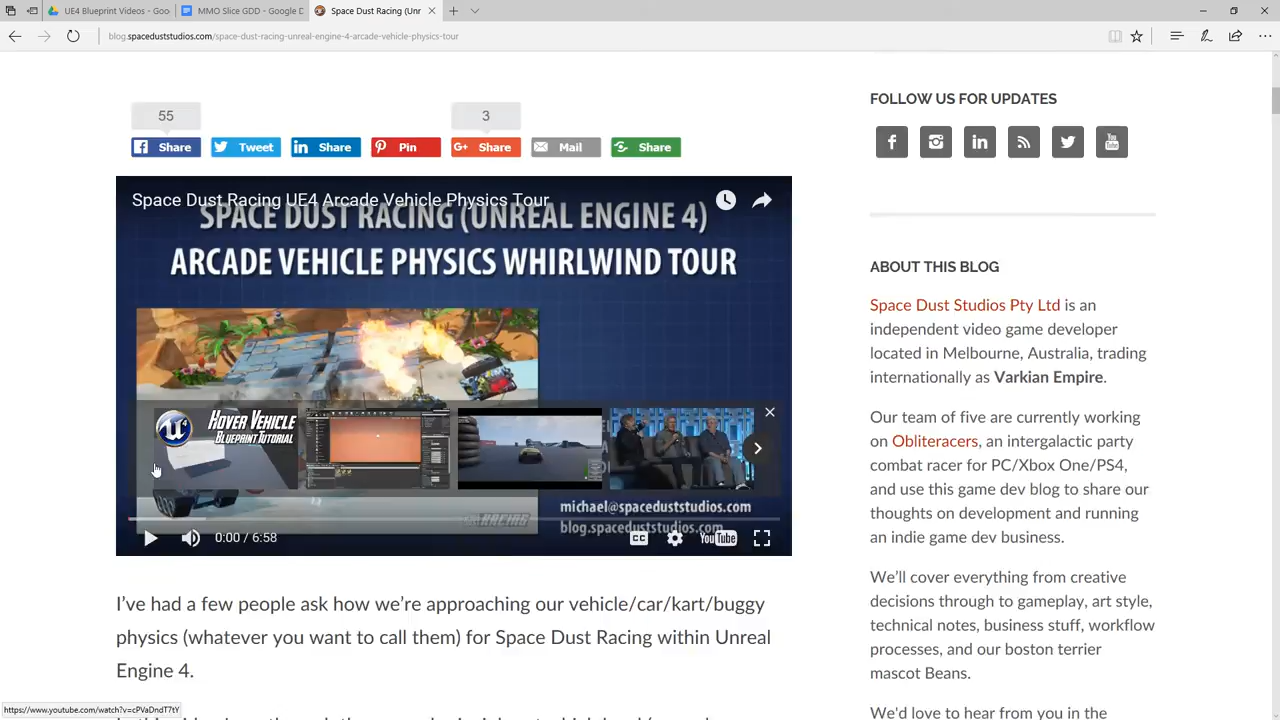 UE4 Blueprint Videos - Goo
MMO Slice GDD - Google D
Space Dust Racing (Unr
blog.spaceduststudios.com/space-dust-racing-unreal-engine-4-arcade-vehicle-physics-tour
55
3
Share
Tweet
Share
Pin
Share
Mail
Share
Space Dust Racing UE4 Arcade Vehicle Physics Tour
SPACE DUST RACING (UNREAL ENGINE 4)
ARCADE VEHICLE PHYSICS WHIRLWIND TOUR
HOVER VEHICLE
BLUEPRINT TUTORIAL
michael@spaceduststudios.com
blog.spaceduststudios.com
RACING
0:00 / 6:58
CC
YouTube
I've had a few people ask how we're approaching our vehicle/car/kart/buggy
physics (whatever you want to call them) for Space Dust Racing within Unreal
Engine 4.
FOLLOW US FOR UPDATES
You
Tube
ABOUT THIS BLOG
Space Dust Studios Pty Ltd is an
independent video game developer
located in Melbourne, Australia, trading
internationally as Varkian Empire.
Our team of five are currently working
on Obliteracers, an intergalactic party
combat racer for PC/Xbox One/PS4,
and use this game dev blog to share our
thoughts on development and running
an indie game dev business.
We'll cover everything from creative
decisions through to gameplay, art style,
technical notes, business stuff, workflow
processes, and our boston terrier
mascot Beans.
We'd love to hear from you in the
https://www.youtube.com/watch?v=cPVaDndT7tY